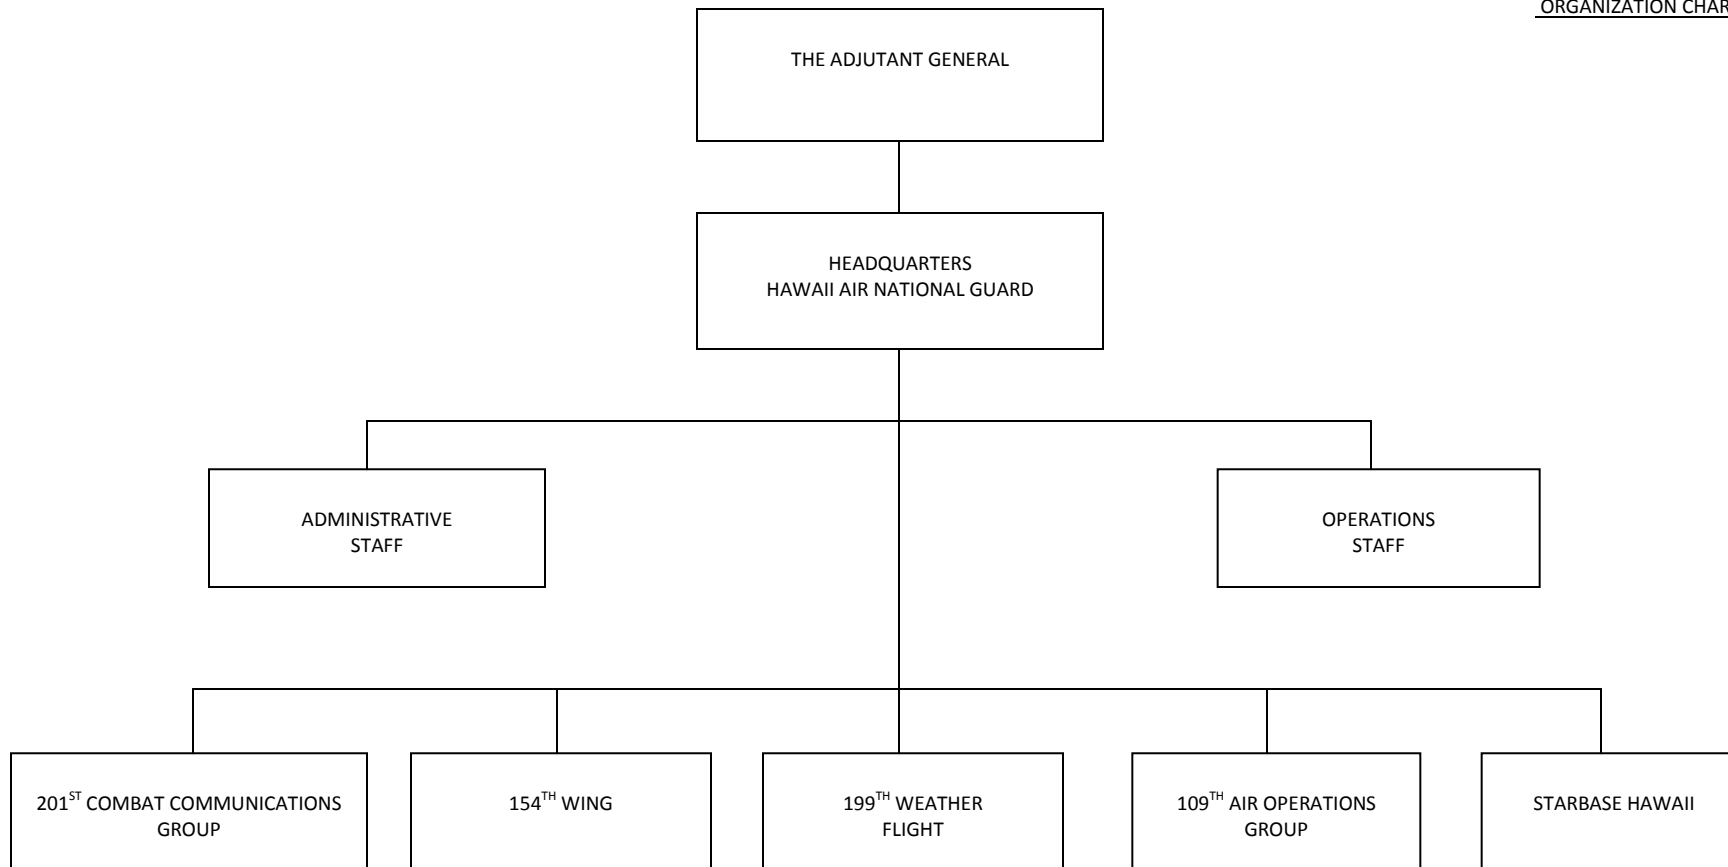 ORGANIZATION CHAR
THE ADJUTANT GENERAL
HEADQUARTERS
HAWAII AIR NATIONAL GUARD
ADMINISTRATIVE
STAFF
OPERATIONS
STAFF
201ST COMBAT COMMUNICATIONS
GROUP
154TH WING
199TH WEATHER
FLIGHT
109TH AIR OPERATIONS
GROUP
STARBASE HAWAII